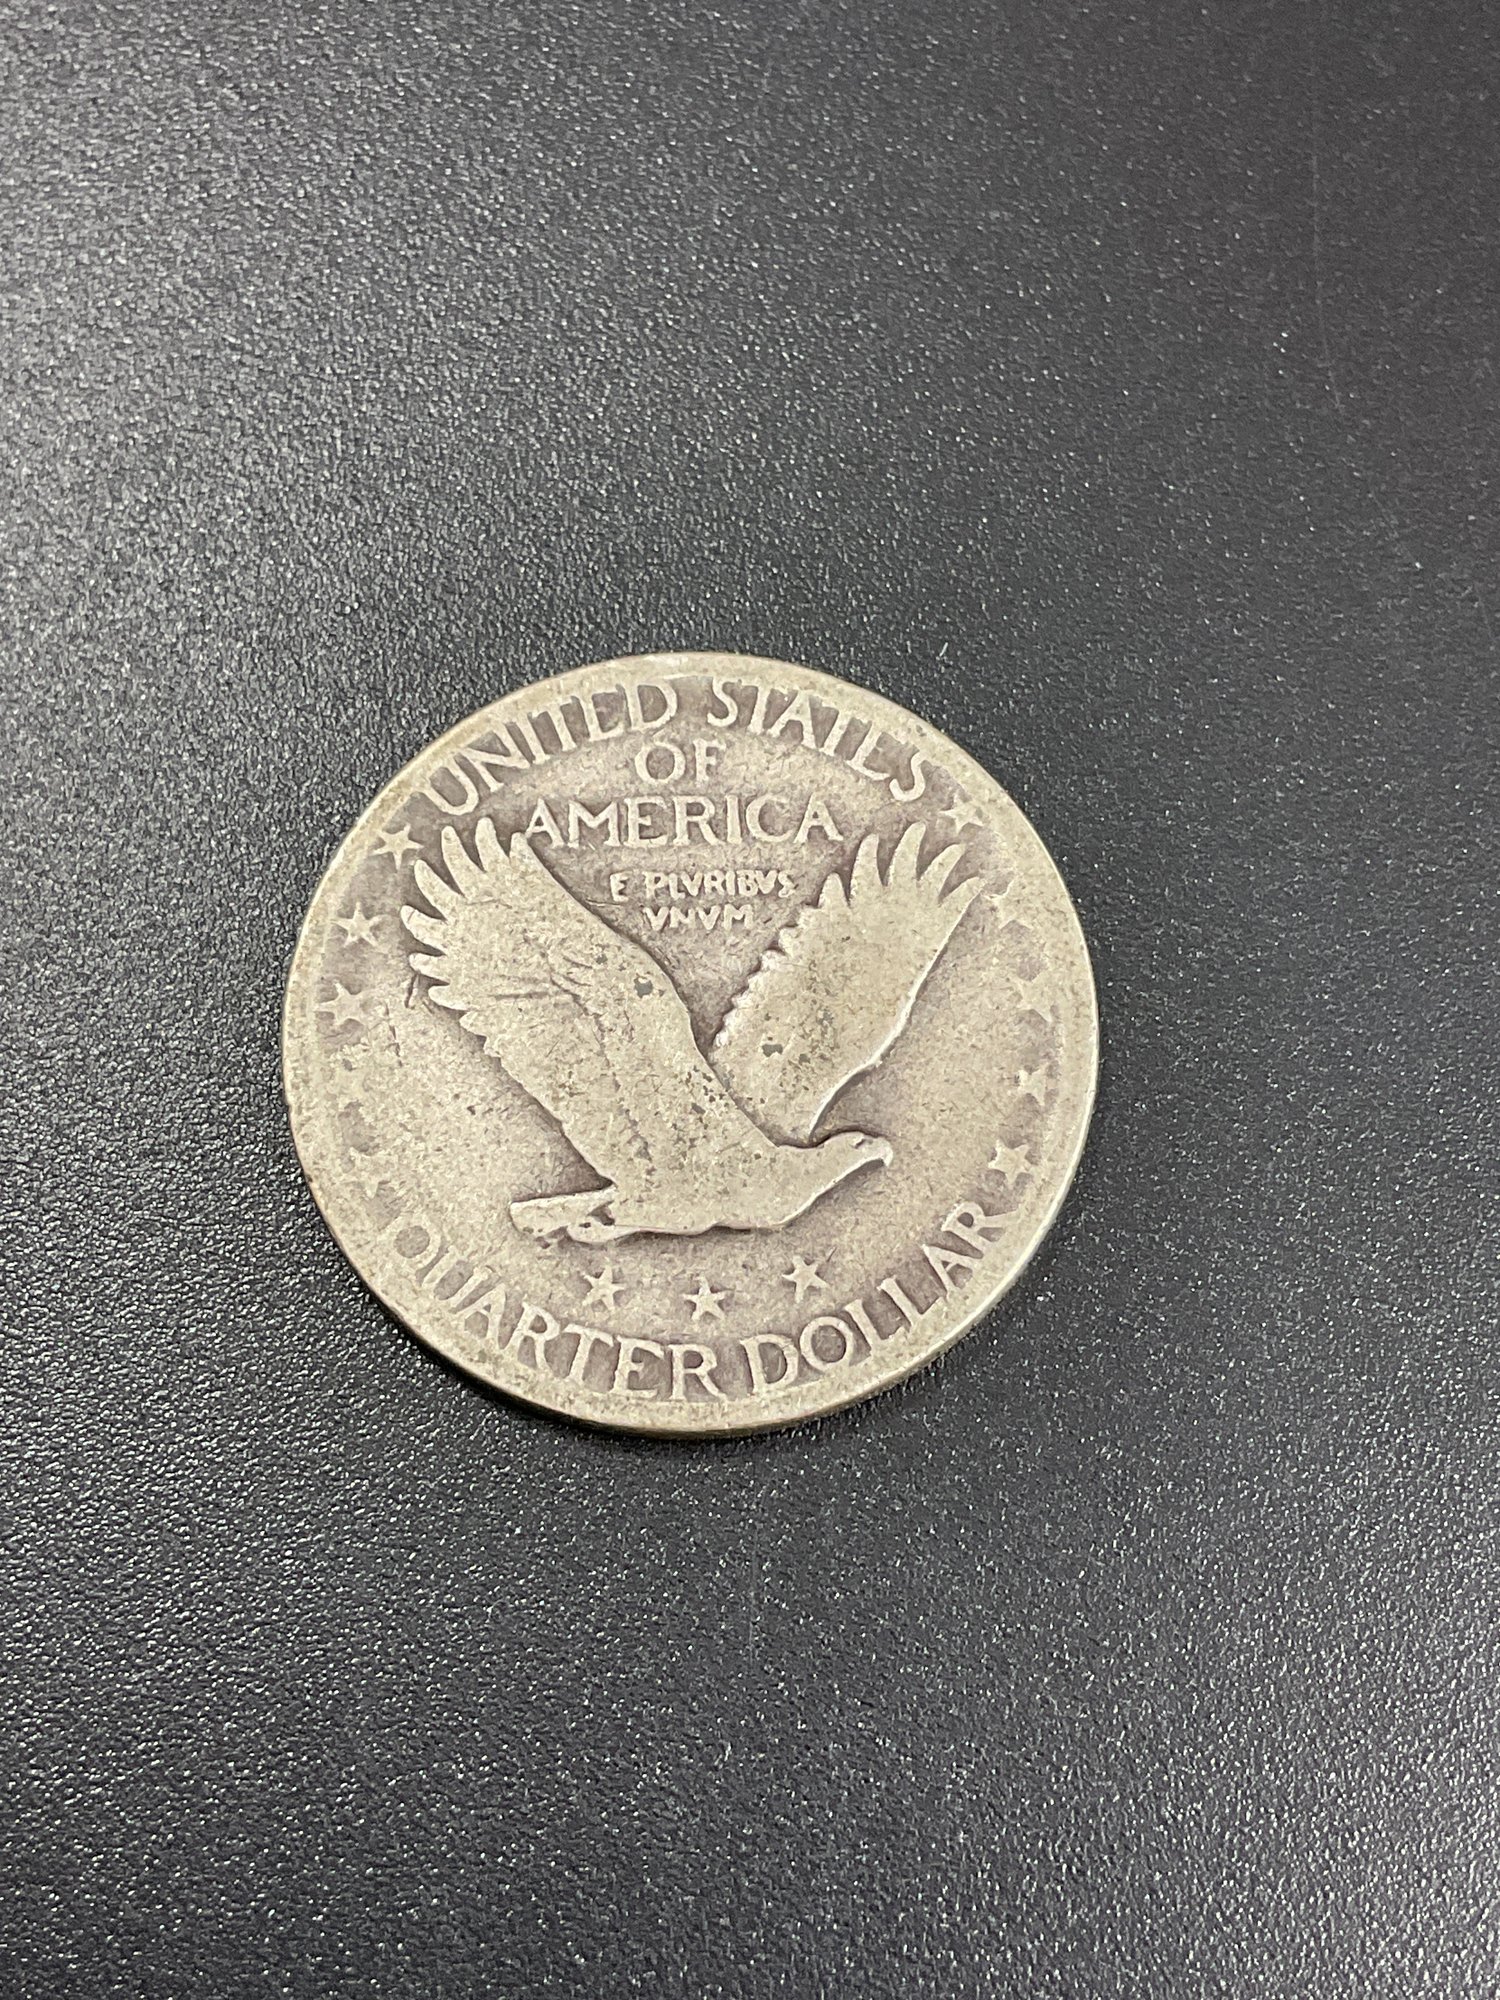 UNITED STATES
OF
AMERICA
E PLVRIBVS
VNVM
QUARTER DOLLAR